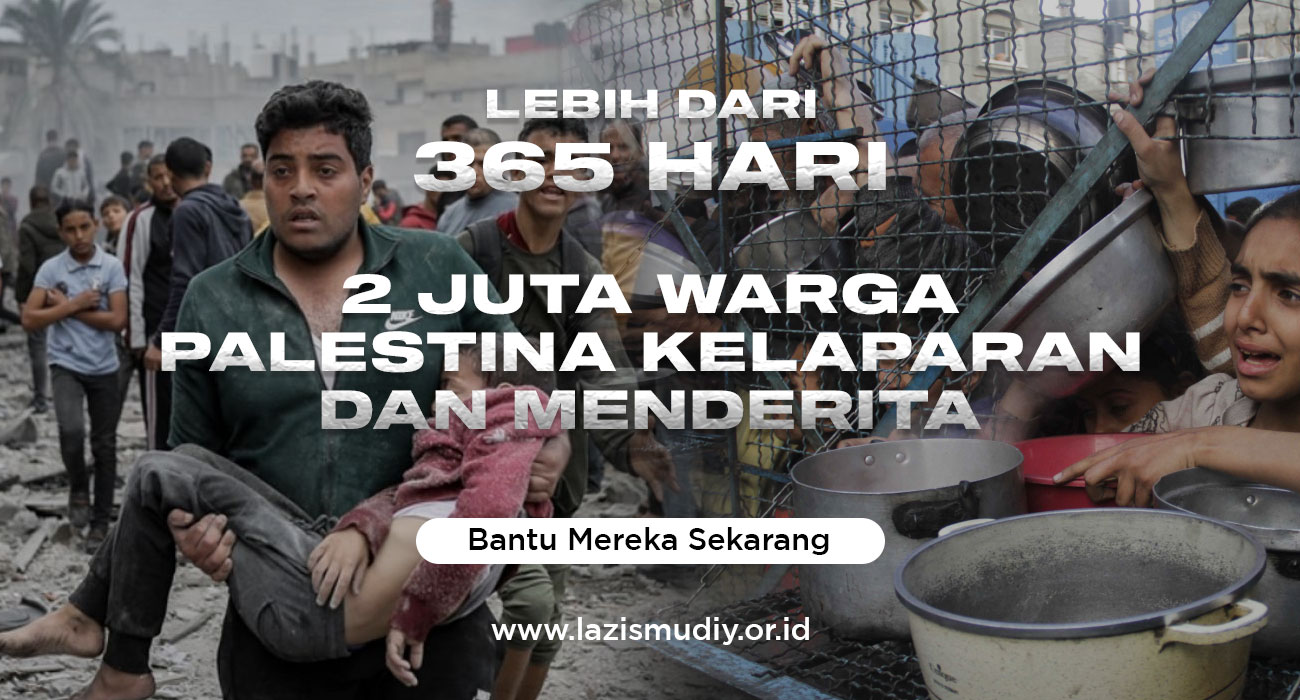 LEBIH DARI
365 HARI
2 JUTA WARGA
PALESTINA KELAPARAN
DAN MENDERITA
Bantu Mereka Sekarang
www.lazismudiy.or.id